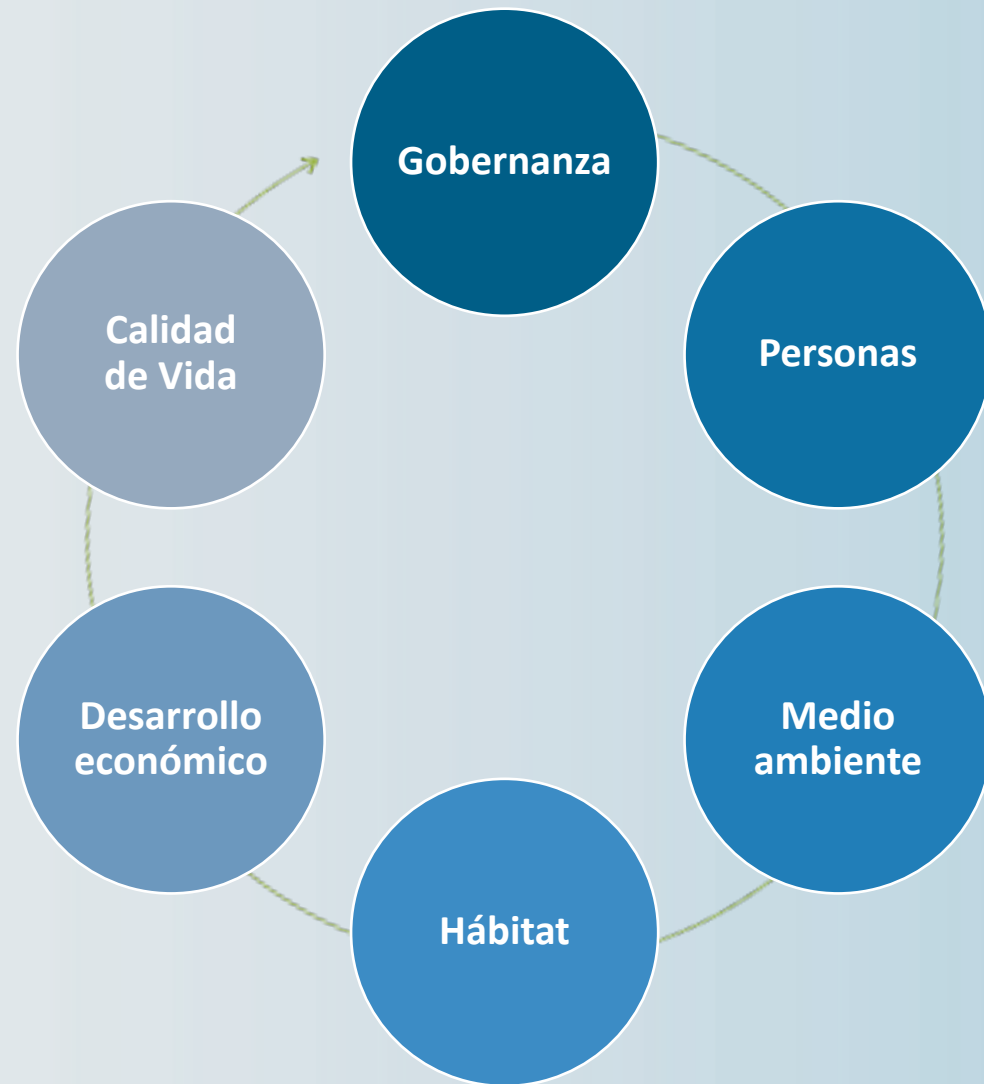 Gobernanza
Personas
Medio
ambiente
Hábitat
Desarrollo
económico
Calidad
de Vida